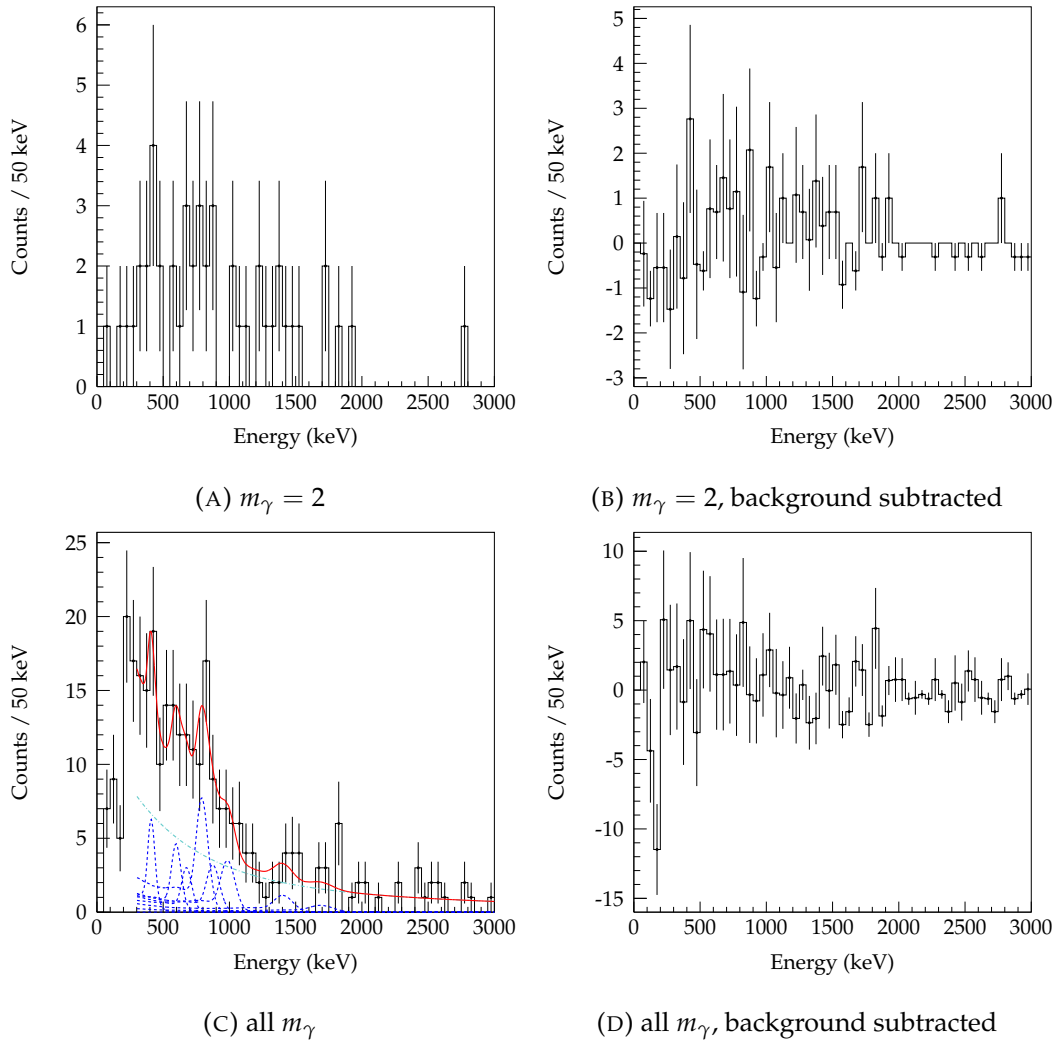 Counts / 50 keV
6
5
4
3
2
1
0
0 500 1000 1500 2000 2500 3000
Energy (keV)
(A) mγ = 2
Counts / 50 keV
5
4
3
2
1
0
-1
-2
-3
0 500 1000 1500 2000 2500 3000
Energy (keV)
(B) mγ = 2, background subtracted
Counts / 50 keV
25
20
15
10
5
0
0 500 1000 1500 2000 2500 3000
Energy (keV)
(C) all mγ
Counts / 50 keV
10
5
0
-5
-10
-15
0 500 1000 1500 2000 2500 3000
Energy (keV)
(D) all mγ, background subtracted